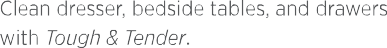 Clean dresser, bedside tables, and drawers
with Tough & Tender.